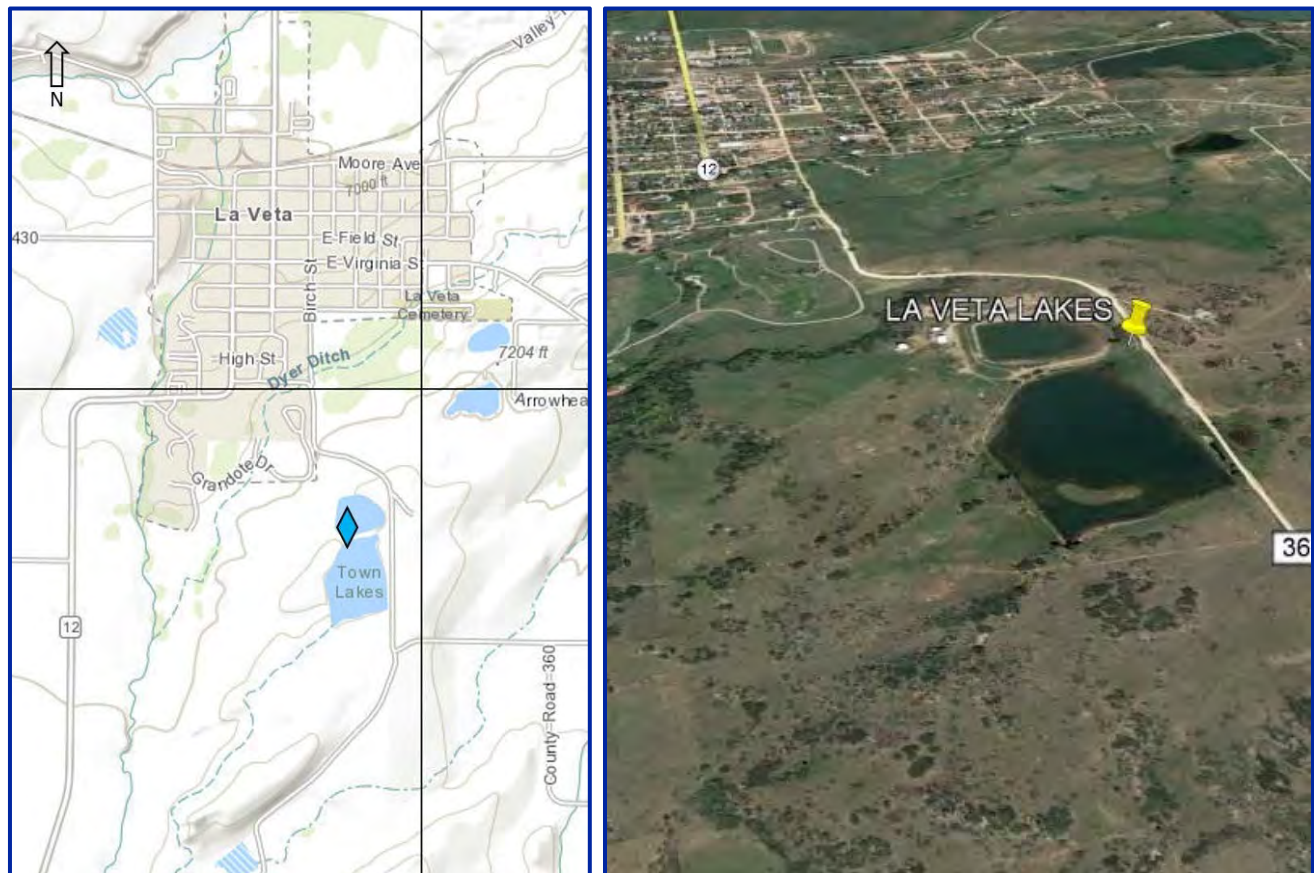 N
Valley
Moore Ave
7000 ft
La Veta
430
E Field St
E Virginia S
Birch St
La Veta
Cemetery
High St
Dyer Ditch
7204 ft
Arrowhea
Grandote Dr
Town
Lakes
12
County=Road=360
12
LA VETA LAKES
36